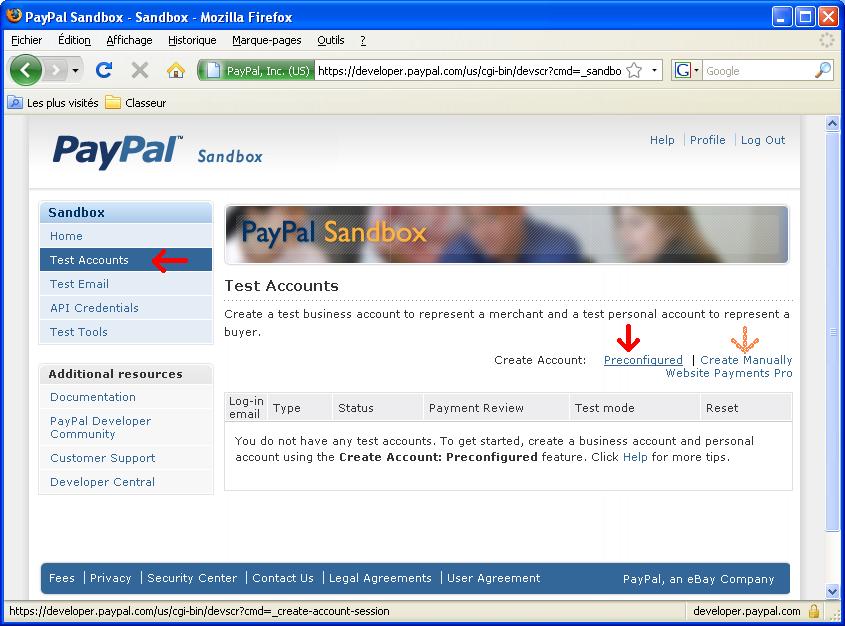 PayPal Sandbox - Sandbox - Mozilla Firefox
Fichier Édition Affichage Historique Marque-pages Outils ?
PayPal, Inc. (US) https://developer.paypal.com/us/cgi-bin/devscr?cmd=_sandbo G Google
Les plus visités Classeur
PayPal™ Sandbox
Help Profile Log Out
Sandbox
Home
Test Accounts
Test Email
API Credentials
Test Tools
Additional resources
Documentation
PayPal Developer
Community
Customer Support
Developer Central
PayPal Sandbox
Test Accounts
Create a test business account to represent a merchant and a test personal account to represent a
buyer.
Create Account: Preconfigured | Create Manually
Website Payments Pro
Log-in
email Type Status Payment Review Test mode Reset
You do not have any test accounts. To get started, create a business account and personal
account using the Create Account: Preconfigured feature. Click Help for more tips.
Fees | Privacy | Security Center | Contact Us | Legal Agreements | User Agreement PayPal, an eBay Company
https://developer.paypal.com/us/cgi-bin/devscr?cmd=_create-account-session developer.paypal.com